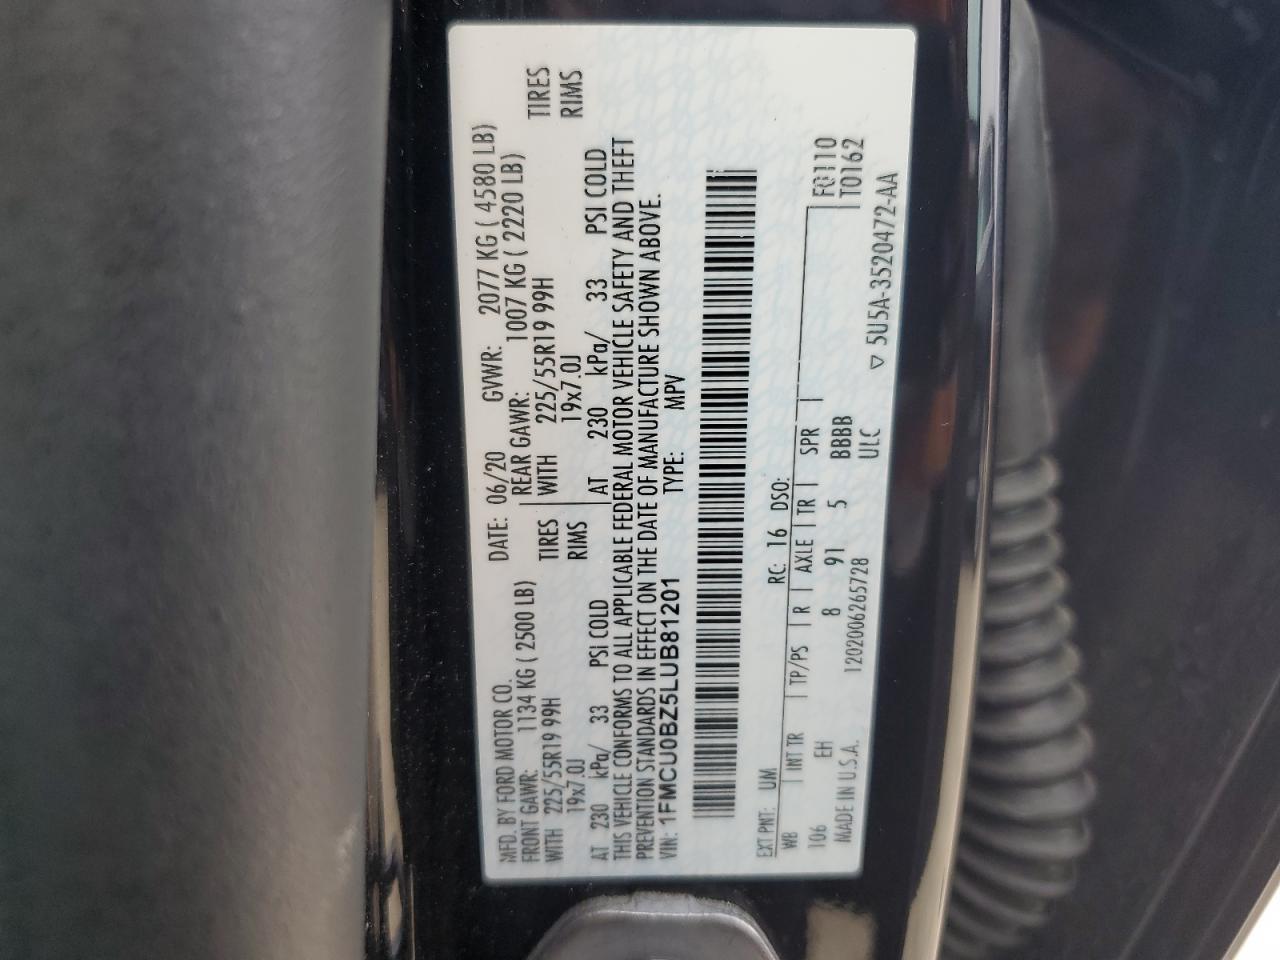 MFD. BY FORD MOTOR CO. DATE: 06/20 GVWR: 2077 KG ( 4580 LB)
FRONT GAWR: 1134 KG ( 2500 LB) REAR GAWR: 1007 KG ( 2220 LB)
WITH 225/55R19 99H TIRES WITH 225/55R19 99H TIRES
19x7.0J RIMS 19x7.0J RIMS
AT 230 kPa/ 33 PSI COLD AT 230 kPa/ 33 PSI COLD
THIS VEHICLE CONFORMS TO ALL APPLICABLE FEDERAL MOTOR VEHICLE SAFETY AND THEFT
PREVENTION STANDARDS IN EFFECT ON THE DATE OF MANUFACTURE SHOWN ABOVE.
VIN: 1FMCU0BZ5LUB81201 TYPE: MPV
EXT PNT: UM RC: 16 DSO:
WB INT TR TP/PS R AXLE TR SPR F0110
106 EH 8 91 5 BBBB T0162
ULC
MADE IN U.S.A. 1202006265728 ▽ 5U5A-3520472-AA